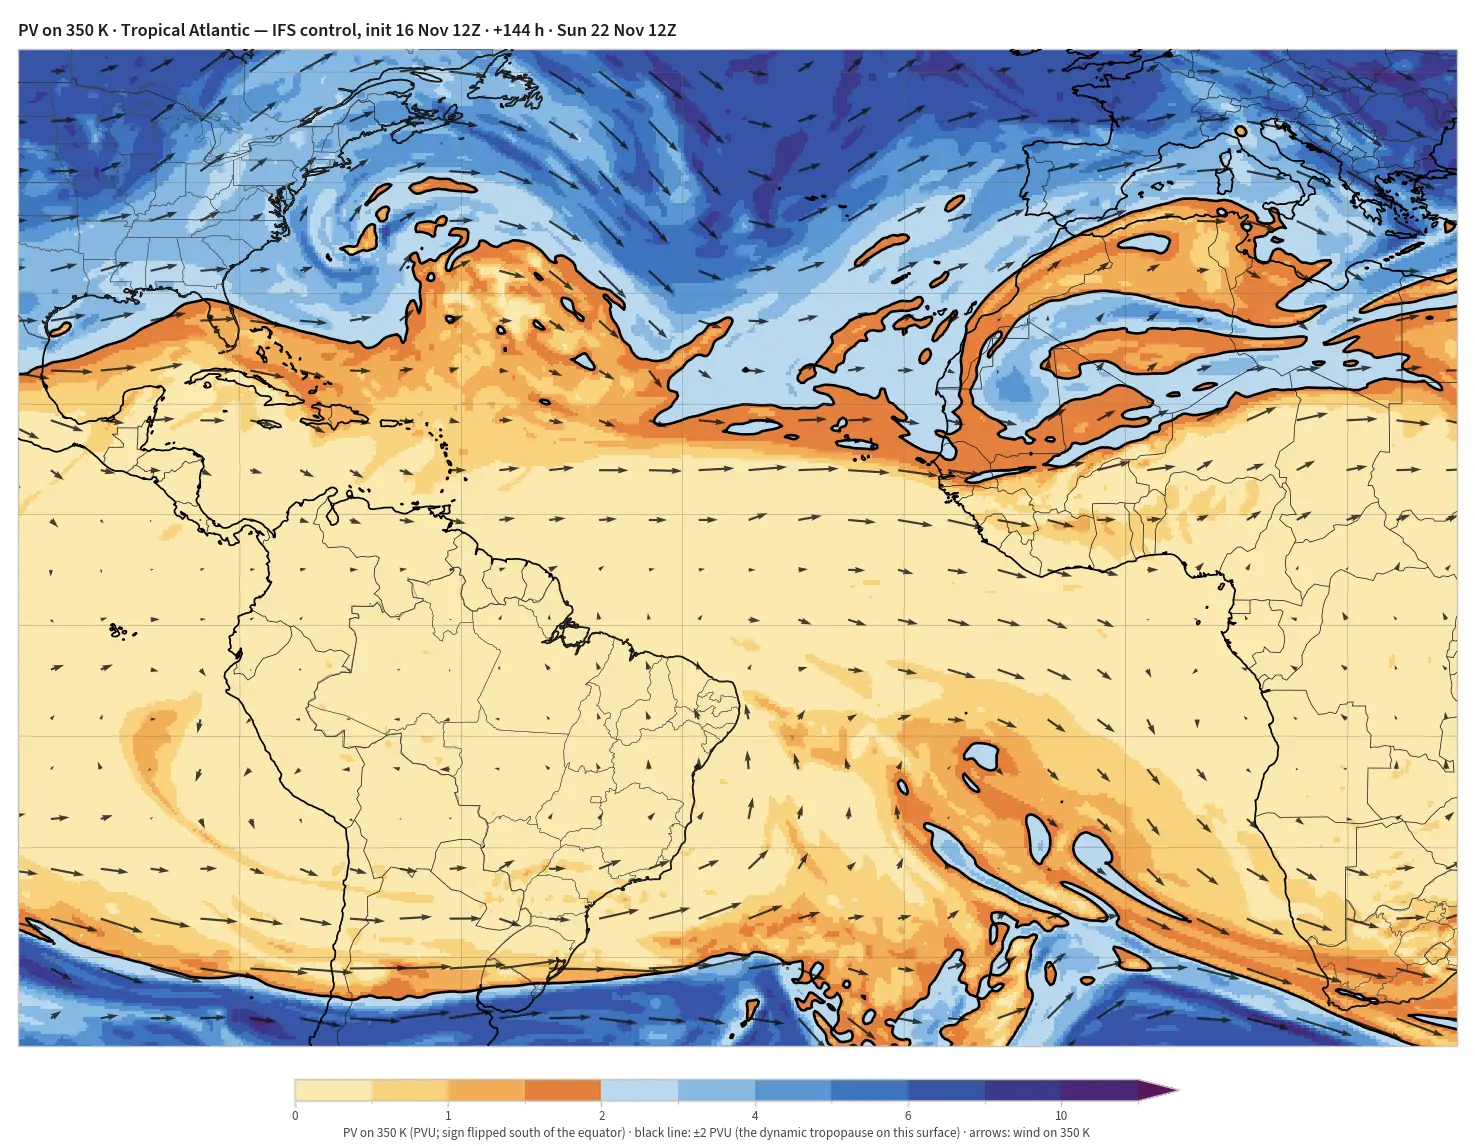 PV on 350 K · Tropical Atlantic — IFS control, init 16 Nov 12Z · +144 h · Sun 22 Nov 12Z
0 1 2 4 6 10
PV on 350 K (PVU; sign flipped south of the equator) · black line: ±2 PVU (the dynamic tropopause on this surface) · arrows: wind on 350 K